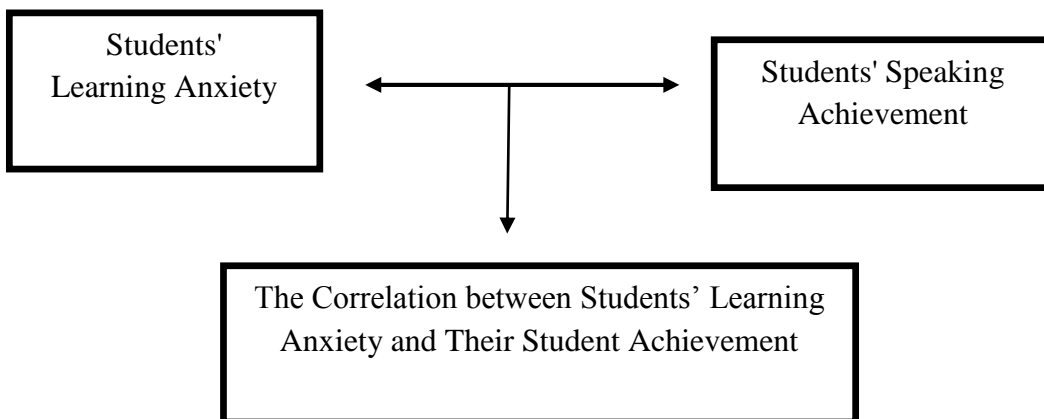 Students'
Learning Anxiety
Students' Speaking
Achievement
The Correlation between Students’ Learning
Anxiety and Their Student Achievement